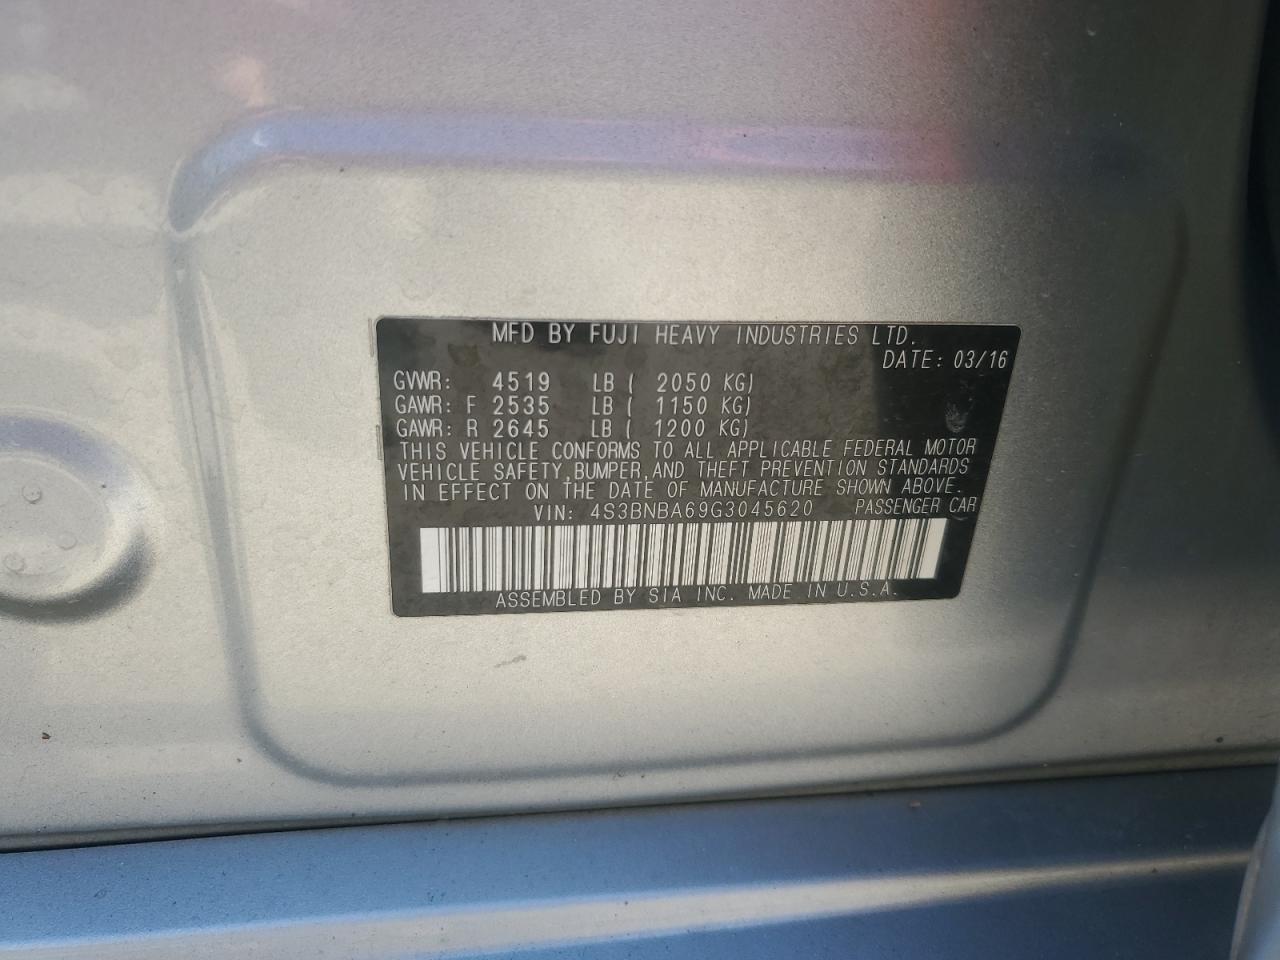 MFD BY FUJI HEAVY INDUSTRIES LTD.
DATE: 03/16
GVWR: 4519 LB ( 2050 KG)
GAWR: F 2535 LB ( 1150 KG)
GAWR: R 2645 LB ( 1200 KG)
THIS VEHICLE CONFORMS TO ALL APPLICABLE FEDERAL MOTOR
VEHICLE SAFETY,BUMPER,AND THEFT PREVENTION STANDARDS
IN EFFECT ON THE DATE OF MANUFACTURE SHOWN ABOVE.
VIN: 4S3BNBA69G3045620 PASSENGER CAR
ASSEMBLED BY SIA INC. MADE IN U.S.A.